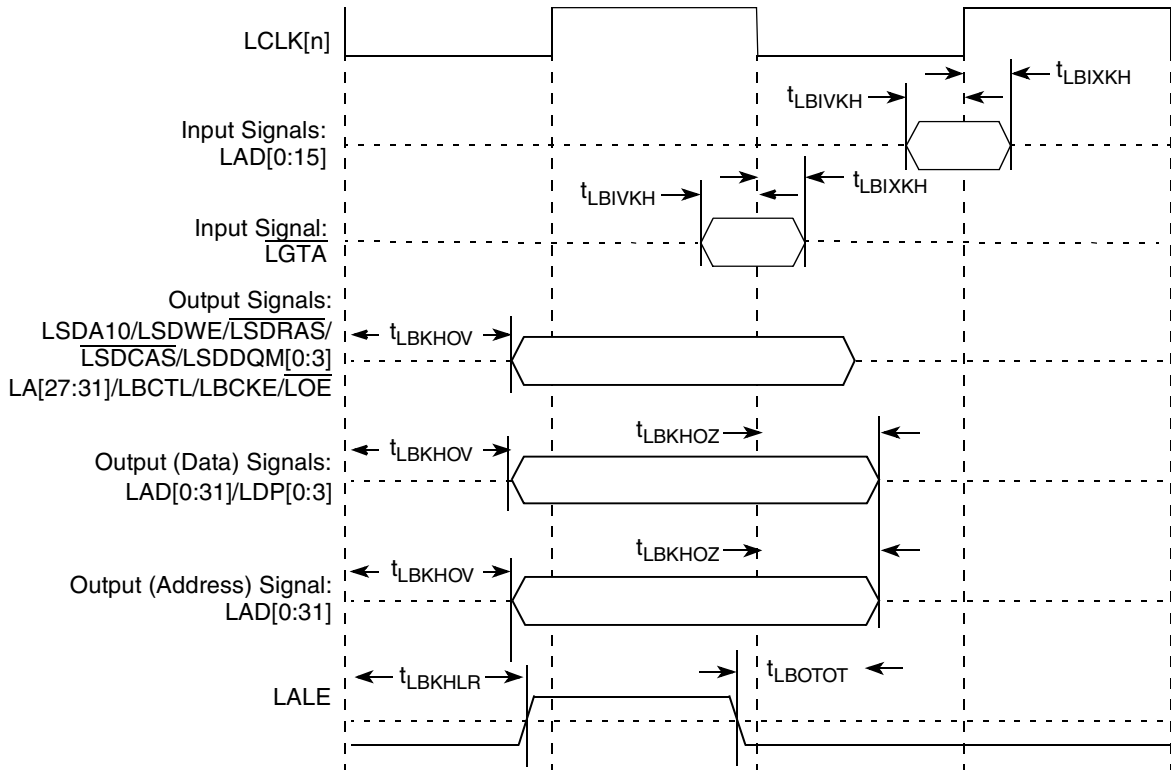 LCLK[n]
tLBIXKH
tLBIVKH
Input Signals:
LAD[0:15]
tLBIVKH
tLBIXKH
Input Signal:
LGTA
Output Signals:
LSDA10/LSDWE/LSDRAS/
LSDCAS/LSDDQM[0:3]
LA[27:31]/LBCTL/LBCKE/LOE
tLBKHOV
tLBKHOZ
tLBKHOV
Output (Data) Signals:
LAD[0:31]/LDP[0:3]
tLBKHOZ
tLBKHOV
Output (Address) Signal:
LAD[0:31]
tLBKHLR
tLBOTOT
LALE